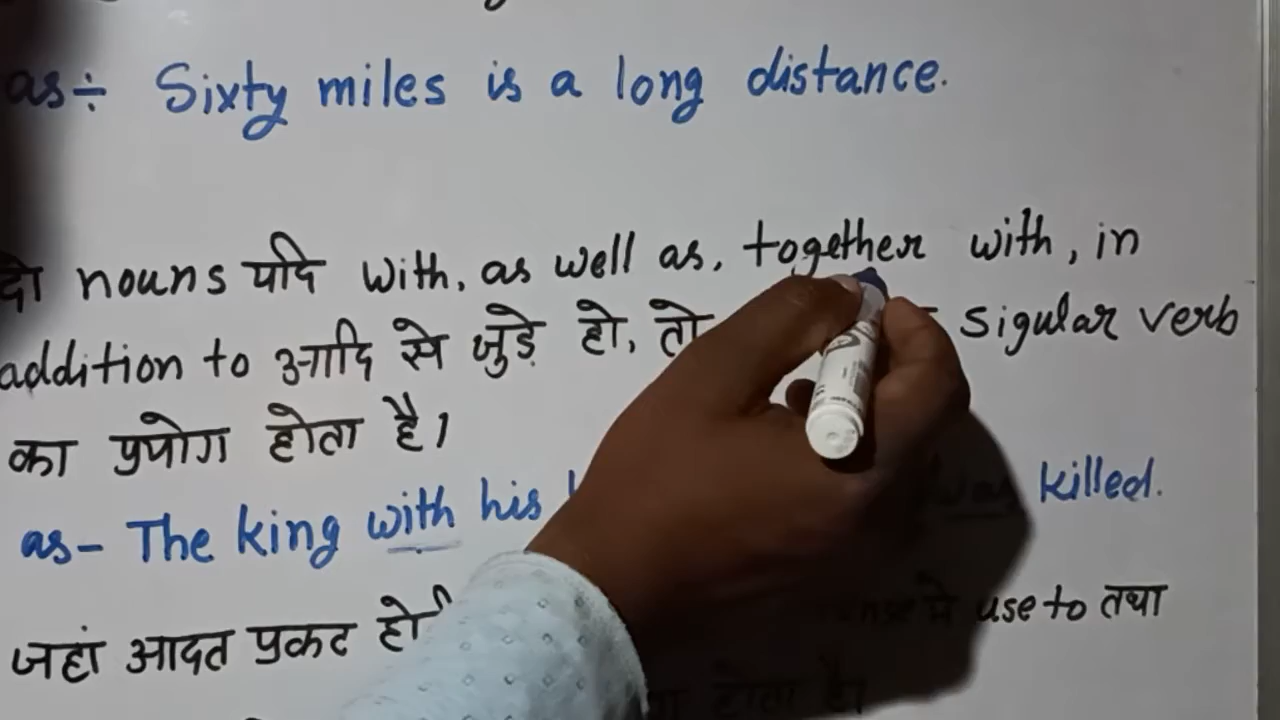 as÷ Sixty miles is a long distance.
दो nouns यदि with, as well as, together with, in
addition to आदि से जुड़े हो, तो sigular verb
का प्रयोग होता है।
as- The king with his was killed.
जहां आदत प्रकट use to तथा
होता है।